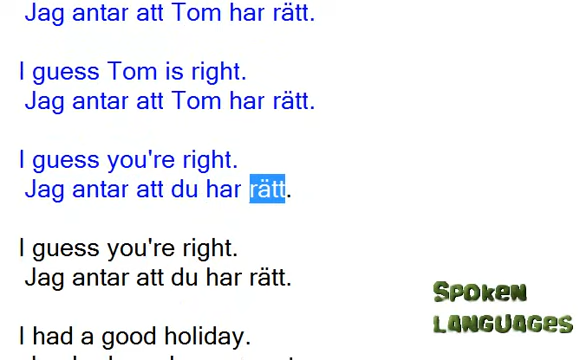 Jag antar att Tom har rätt.
I guess Tom is right.
Jag antar att Tom har rätt.
I guess you're right.
Jag antar att du har rätt.
I guess you're right.
Jag antar att du har rätt.
I had a good holiday.
Spoken
Languages